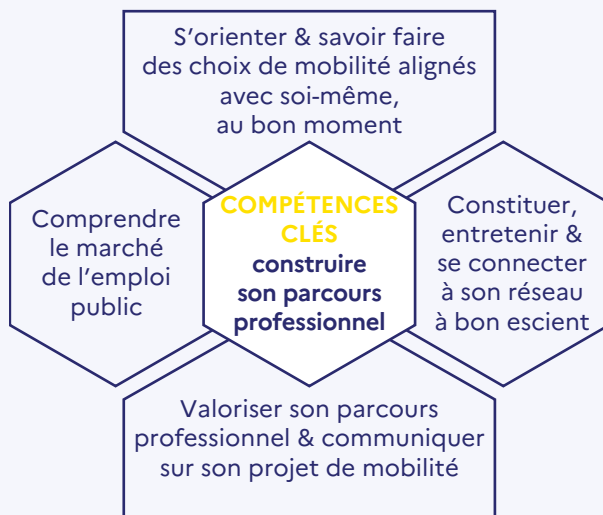 S'orienter & savoir faire
des choix de mobilité alignés
avec soi-même,
au bon moment
Comprendre
le marché
de l'emploi
public
COMPÉTENCES
CLÉS
construire
son parcours
professionnel
Constituer,
entretenir &
se connecter
à son réseau
à bon escient
Valoriser son parcours
professionnel & communiquer
sur son projet de mobilité